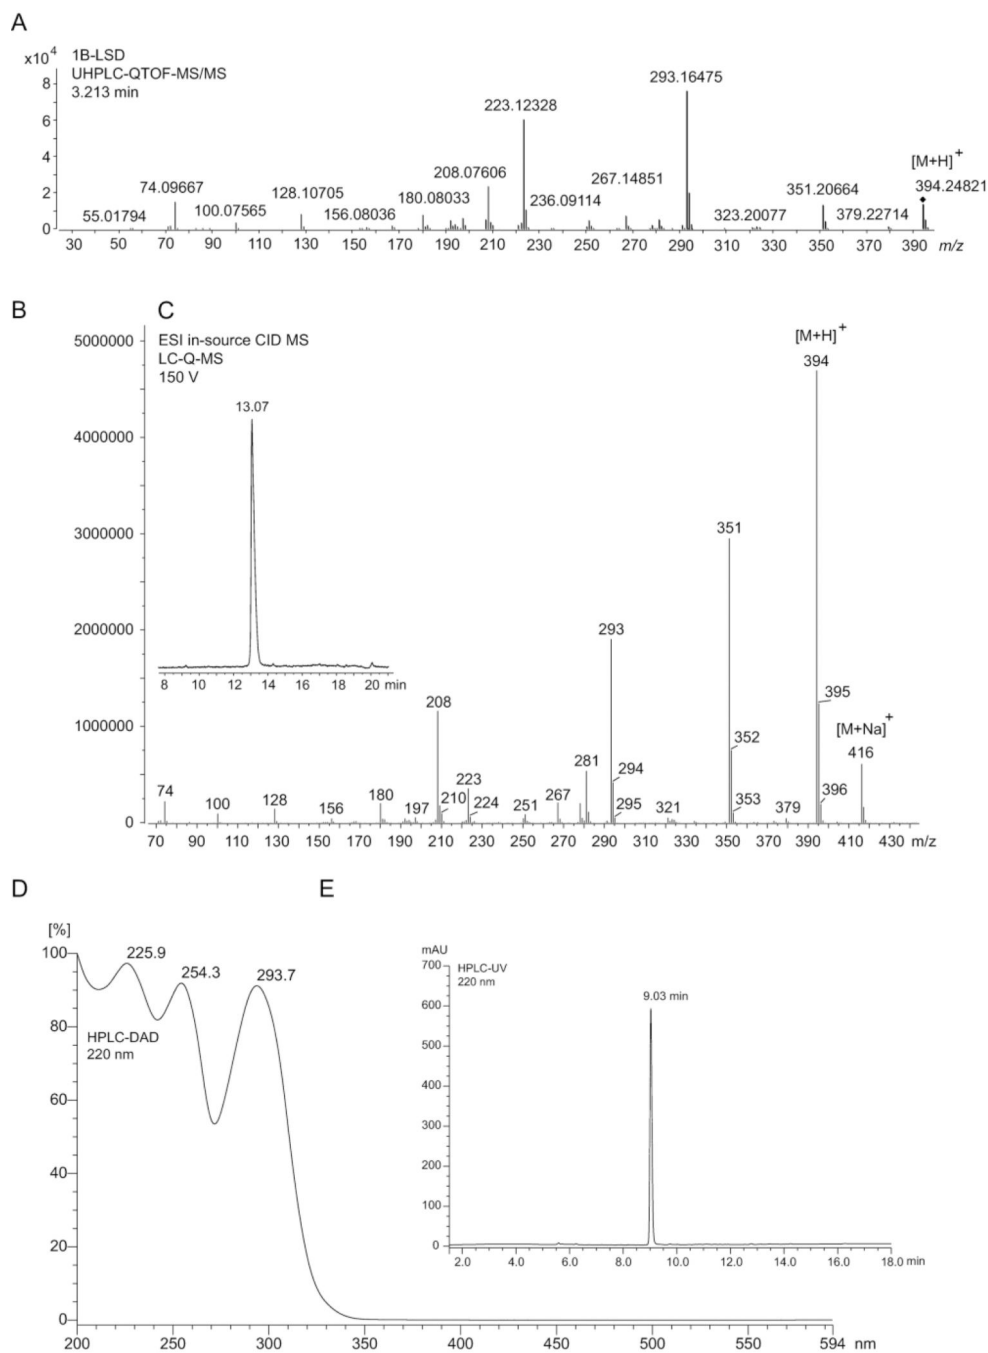 A
x10⁴
1B-LSD
UHPLC-QTOF-MS/MS
3.213 min
8
6
4
2
0
55.01794
74.09667
100.07565
128.10705
156.08036
180.08033
208.07606
223.12328
236.09114
267.14851
293.16475
323.20077
351.20664
379.22714
[M+H]⁺
394.24821
30 50 70 90 110 130 150 170 190 210 230 250 270 290 310 330 350 370 390 m/z
B
C
ESI in-source CID MS
LC-Q-MS
150 V
13.07
8 10 12 14 16 18 20 min
5000000
4000000
3000000
2000000
1000000
0
74
100
128
156
180
197
208
210
223
224
251
267
281
293
294
295
321
351
352
353
379
[M+H]⁺
394
395
396
[M+Na]⁺
416
70 90 110 130 150 170 190 210 230 250 270 290 310 330 350 370 390 410 430 m/z
D
[%]
100
80
60
40
20
0
225.9
254.3
293.7
HPLC-DAD
220 nm
200 250 300 350 400 450 500 550 594 nm
E
mAU
700
600
500
400
300
200
100
0
HPLC-UV
220 nm
9.03 min
2.0 4.0 6.0 8.0 10.0 12.0 14.0 16.0 18.0 min